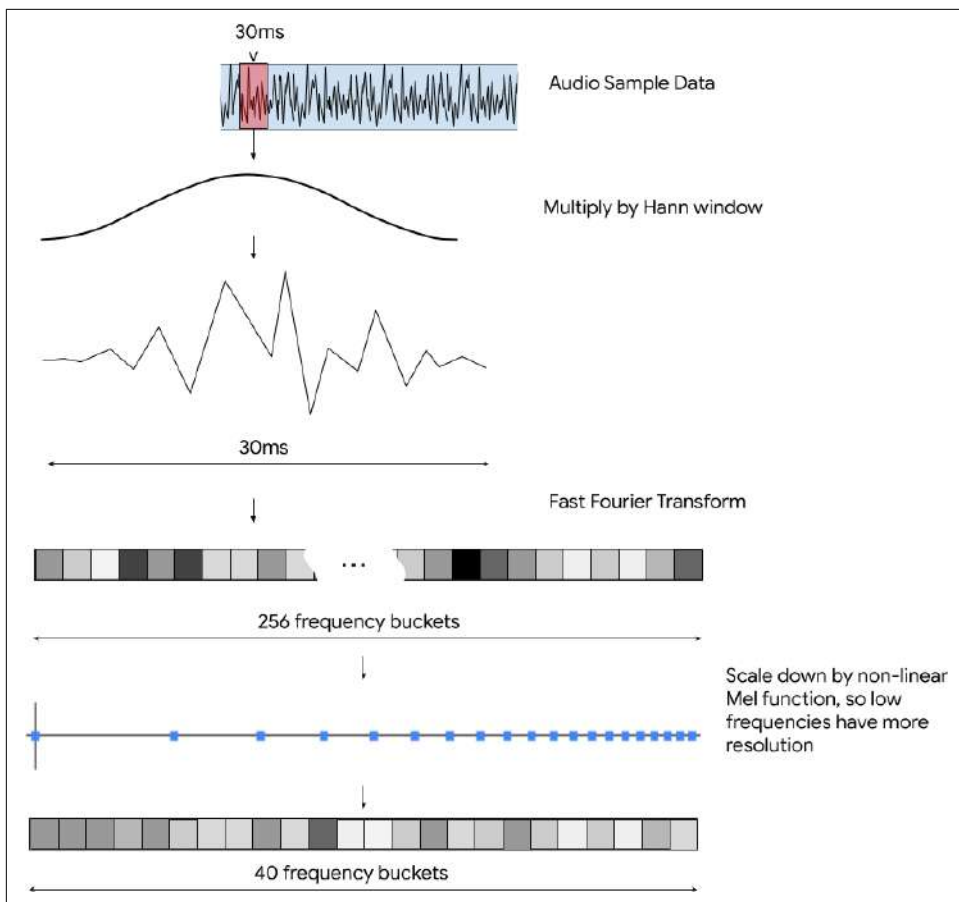 30ms
Audio Sample Data
Multiply by Hann window
30ms
Fast Fourier Transform
...
256 frequency buckets
Scale down by non-linear
Mel function, so low
frequencies have more
resolution
40 frequency buckets